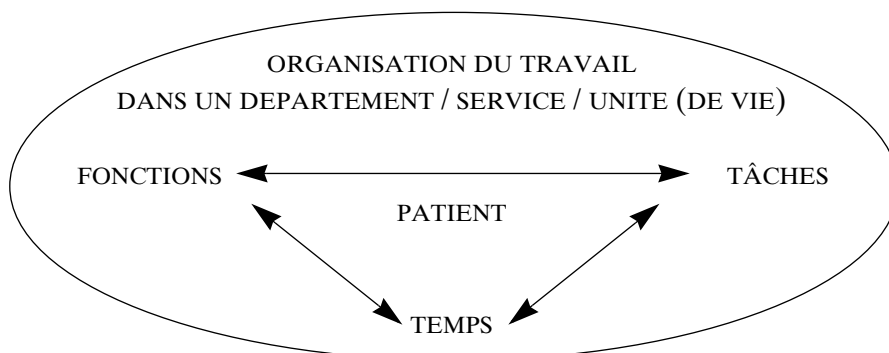 ORGANISATION DU TRAVAIL
DANS UN DEPARTEMENT / SERVICE / UNITE (DE VIE)
FONCTIONS
TÂCHES
PATIENT
TEMPS